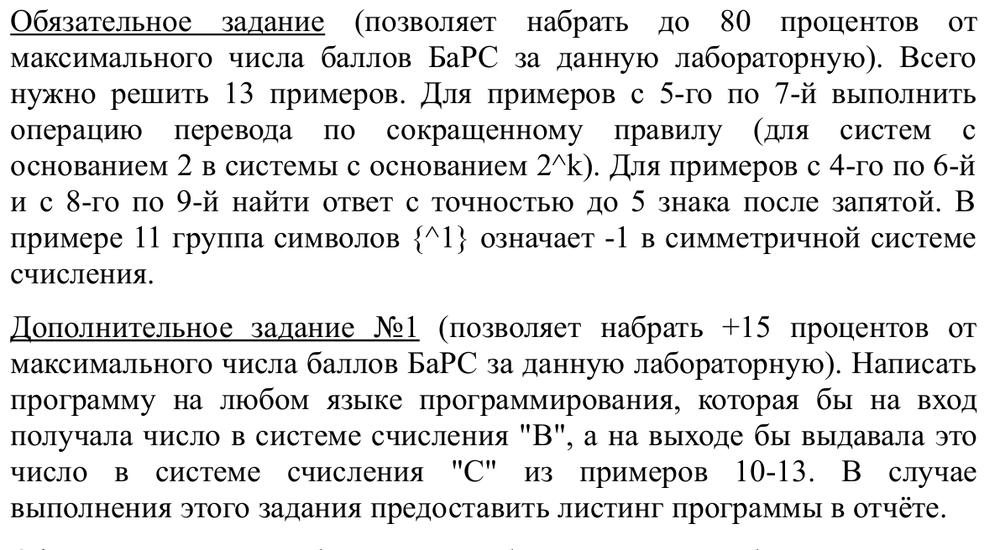 Обязательное задание (позволяет набрать до 80 процентов от
максимального числа баллов БаРС за данную лабораторную). Всего
нужно решить 13 примеров. Для примеров с 5-го по 7-й выполнить
операцию перевода по сокращенному правилу (для систем с
основанием 2 в системы с основанием 2^k). Для примеров с 4-го по 6-й
и с 8-го по 9-й найти ответ с точностью до 5 знака после запятой. В
примере 11 группа символов {^1} означает -1 в симметричной системе
счисления.
Дополнительное задание №1 (позволяет набрать +15 процентов от
максимального числа баллов БаРС за данную лабораторную). Написать
программу на любом языке программирования, которая бы на вход
получала число в системе счисления "B", а на выходе бы выдавала это
число в системе счисления "C" из примеров 10-13. В случае
выполнения этого задания предоставить листинг программы в отчёте.